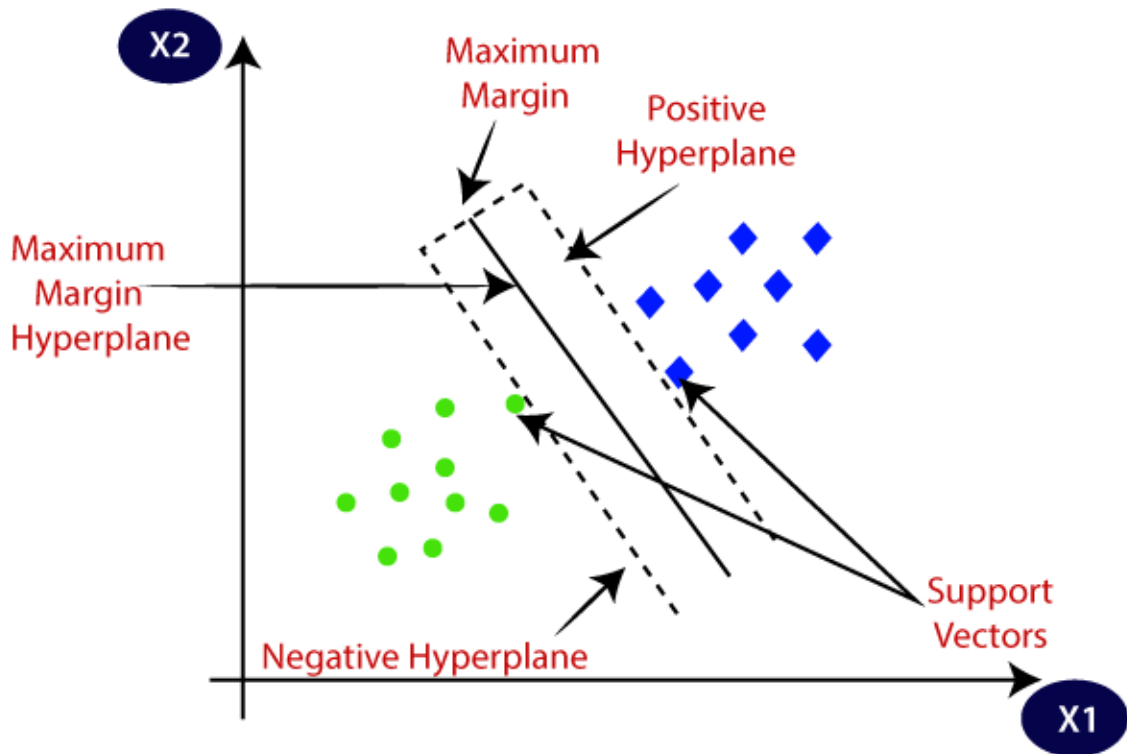 X2
Maximum
Margin
Positive
Hyperplane
Maximum
Margin
Hyperplane
Support
Vectors
Negative Hyperplane
X1